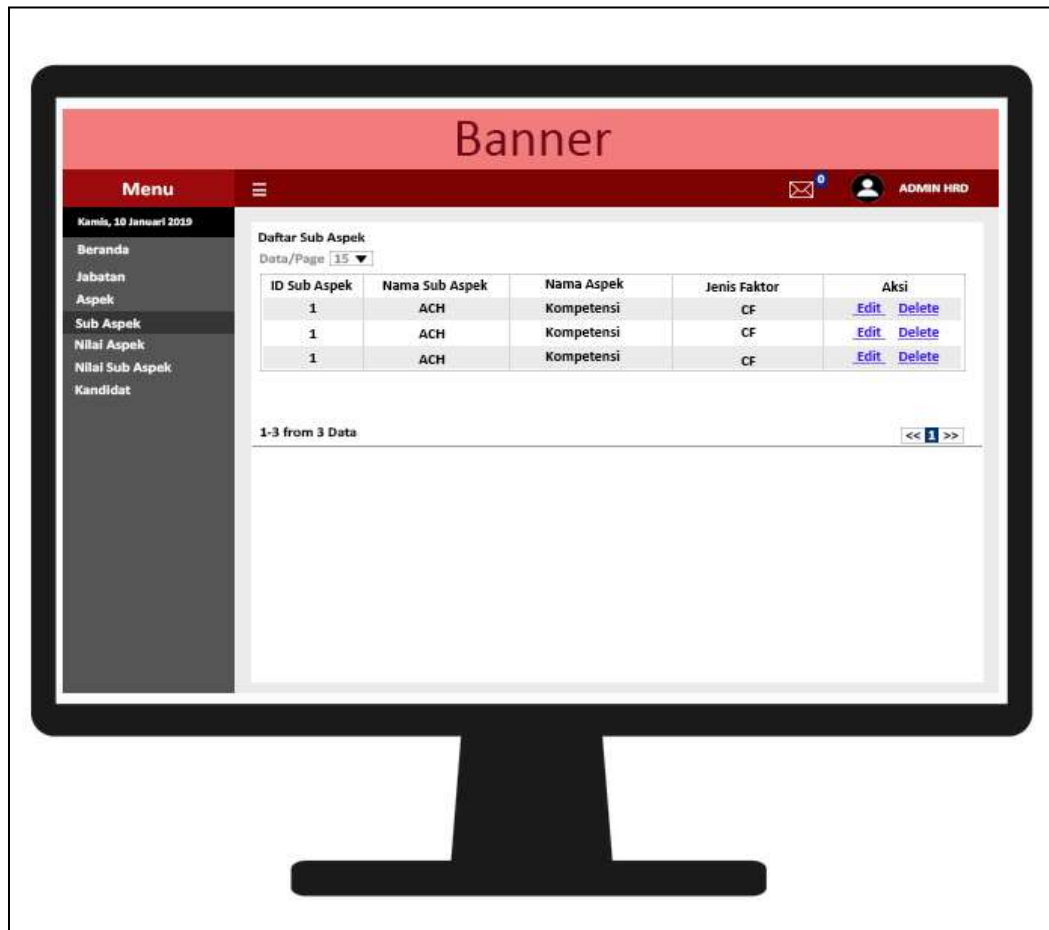 Banner
Menu ☰ 0 ADMIN HRD
Kamis, 10 Januari 2019
Beranda
Jabatan
Aspek
Sub Aspek
Nilai Aspek
Nilai Sub Aspek
Kandidat
Daftar Sub Aspek
Data/Page 15 ▼
ID Sub Aspek Nama Sub Aspek Nama Aspek Jenis Faktor Aksi
1 ACH Kompetensi CF Edit Delete
1 ACH Kompetensi CF Edit Delete
1 ACH Kompetensi CF Edit Delete
1-3 from 3 Data << 1 >>